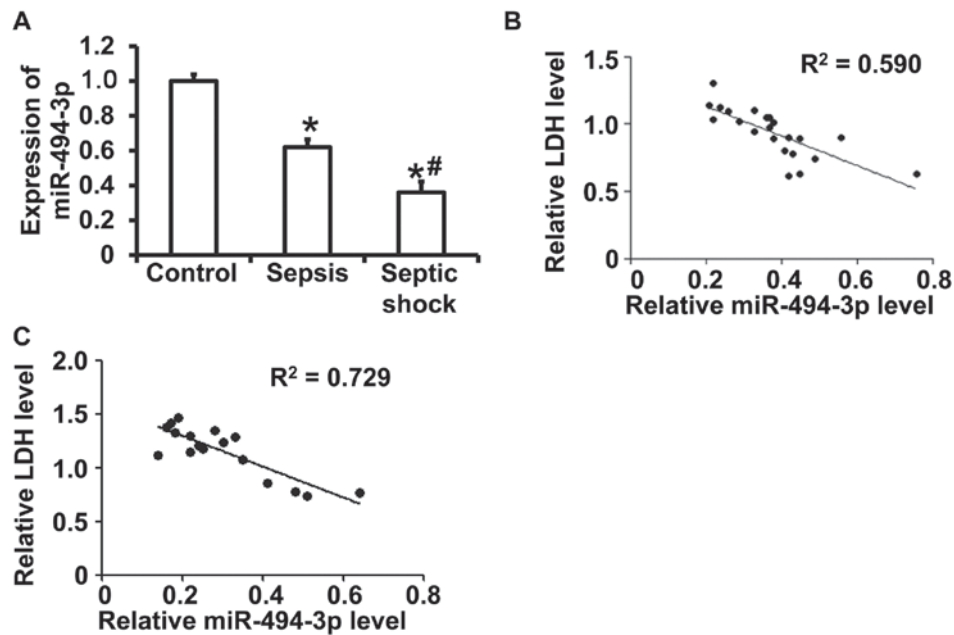 A
Expression of
miR-494-3p
1.2
1.0
0.8
0.6
0.4
0.2
0
*
*#
Control Sepsis Septic
shock
B
Relative LDH level
1.5
1.0
0.5
0
R² = 0.590
0 0.2 0.4 0.6 0.8
Relative miR-494-3p level
C
Relative LDH level
2.0
1.5
1.0
0.5
0
R² = 0.729
0 0.2 0.4 0.6 0.8
Relative miR-494-3p level